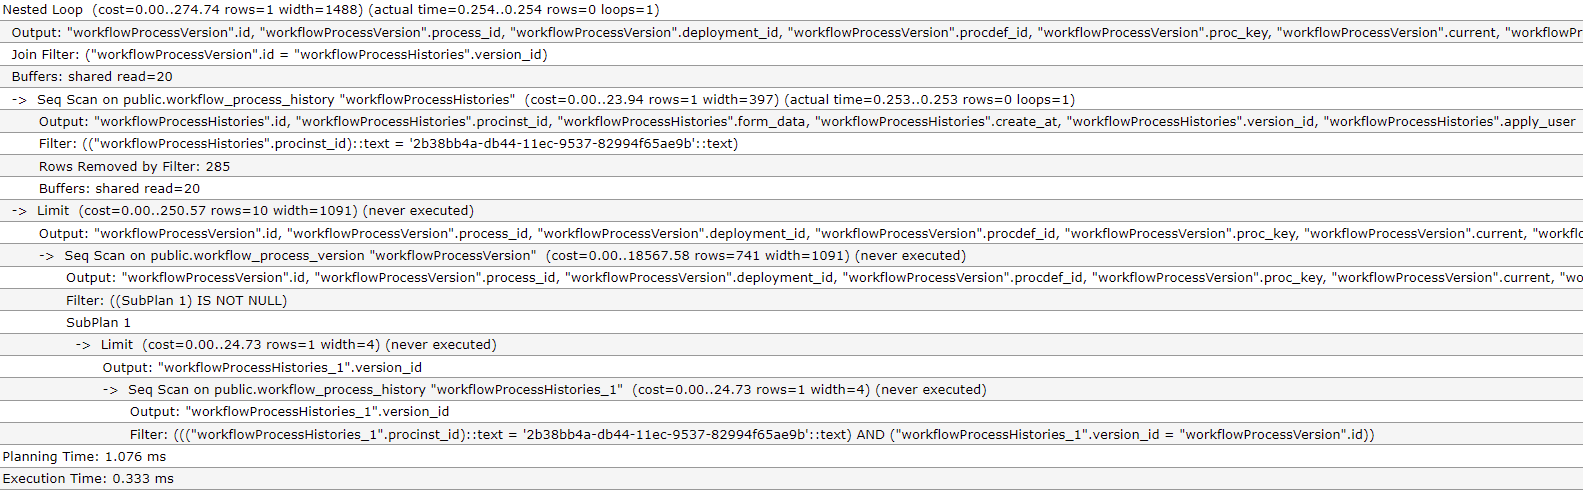 Nested Loop  (cost=0.00..274.74 rows=1 width=1488) (actual time=0.254..0.254 rows=0 loops=1)
Output: "workflowProcessVersion".id, "workflowProcessVersion".process_id, "workflowProcessVersion".deployment_id, "workflowProcessVersion".procdef_id, "workflowProcessVersion".proc_key, "workflowProcessVersion".current, "workflowPr
Join Filter: ("workflowProcessVersion".id = "workflowProcessHistories".version_id)
Buffers: shared read=20
-> Seq Scan on public.workflow_process_history "workflowProcessHistories"  (cost=0.00..23.94 rows=1 width=397) (actual time=0.253..0.253 rows=0 loops=1)
Output: "workflowProcessHistories".id, "workflowProcessHistories".procinst_id, "workflowProcessHistories".form_data, "workflowProcessHistories".create_at, "workflowProcessHistories".version_id, "workflowProcessHistories".apply_user
Filter: (("workflowProcessHistories".procinst_id)::text = '2b38bb4a-db44-11ec-9537-82994f65ae9b'::text)
Rows Removed by Filter: 285
Buffers: shared read=20
-> Limit  (cost=0.00..250.57 rows=10 width=1091) (never executed)
Output: "workflowProcessVersion".id, "workflowProcessVersion".process_id, "workflowProcessVersion".deployment_id, "workflowProcessVersion".procdef_id, "workflowProcessVersion".proc_key, "workflowProcessVersion".current, "workflo
-> Seq Scan on public.workflow_process_version "workflowProcessVersion"  (cost=0.00..18567.58 rows=741 width=1091) (never executed)
Output: "workflowProcessVersion".id, "workflowProcessVersion".process_id, "workflowProcessVersion".deployment_id, "workflowProcessVersion".procdef_id, "workflowProcessVersion".proc_key, "workflowProcessVersion".current, "wo
Filter: ((SubPlan 1) IS NOT NULL)
SubPlan 1
-> Limit  (cost=0.00..24.73 rows=1 width=4) (never executed)
Output: "workflowProcessHistories_1".version_id
-> Seq Scan on public.workflow_process_history "workflowProcessHistories_1"  (cost=0.00..24.73 rows=1 width=4) (never executed)
Output: "workflowProcessHistories_1".version_id
Filter: ((("workflowProcessHistories_1".procinst_id)::text = '2b38bb4a-db44-11ec-9537-82994f65ae9b'::text) AND ("workflowProcessHistories_1".version_id = "workflowProcessVersion".id))
Planning Time: 1.076 ms
Execution Time: 0.333 ms